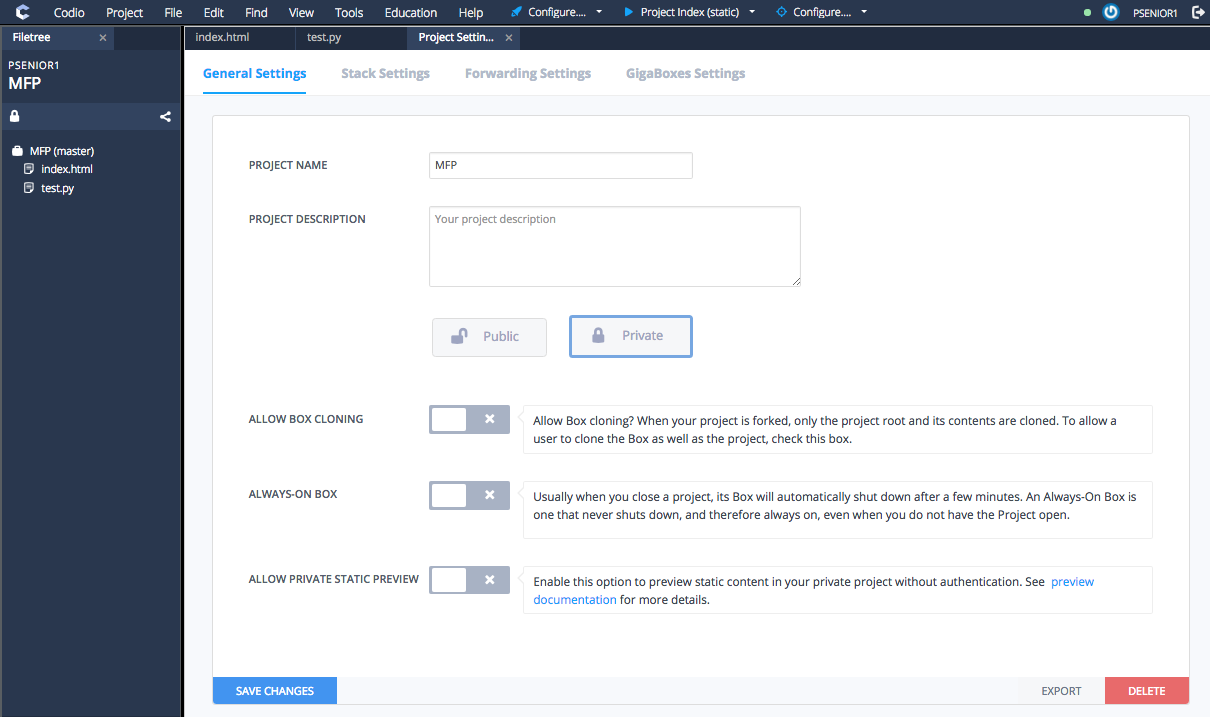 Codio Project File Edit Find View Tools Education Help Configure.... Project Index (static) Configure.... PSENIOR1
Filetree
index.html test.py Project Settin...
PSENIOR1
MFP
MFP (master)
index.html
test.py
General Settings Stack Settings Forwarding Settings GigaBoxes Settings
PROJECT NAME MFP
PROJECT DESCRIPTION Your project description
Public Private
ALLOW BOX CLONING
Allow Box cloning? When your project is forked, only the project root and its contents are cloned. To allow a
user to clone the Box as well as the project, check this box.
ALWAYS-ON BOX
Usually when you close a project, its Box will automatically shut down after a few minutes. An Always-On Box is
one that never shuts down, and therefore always on, even when you do not have the Project open.
ALLOW PRIVATE STATIC PREVIEW
Enable this option to preview static content in your private project without authentication. See preview
documentation for more details.
SAVE CHANGES EXPORT DELETE